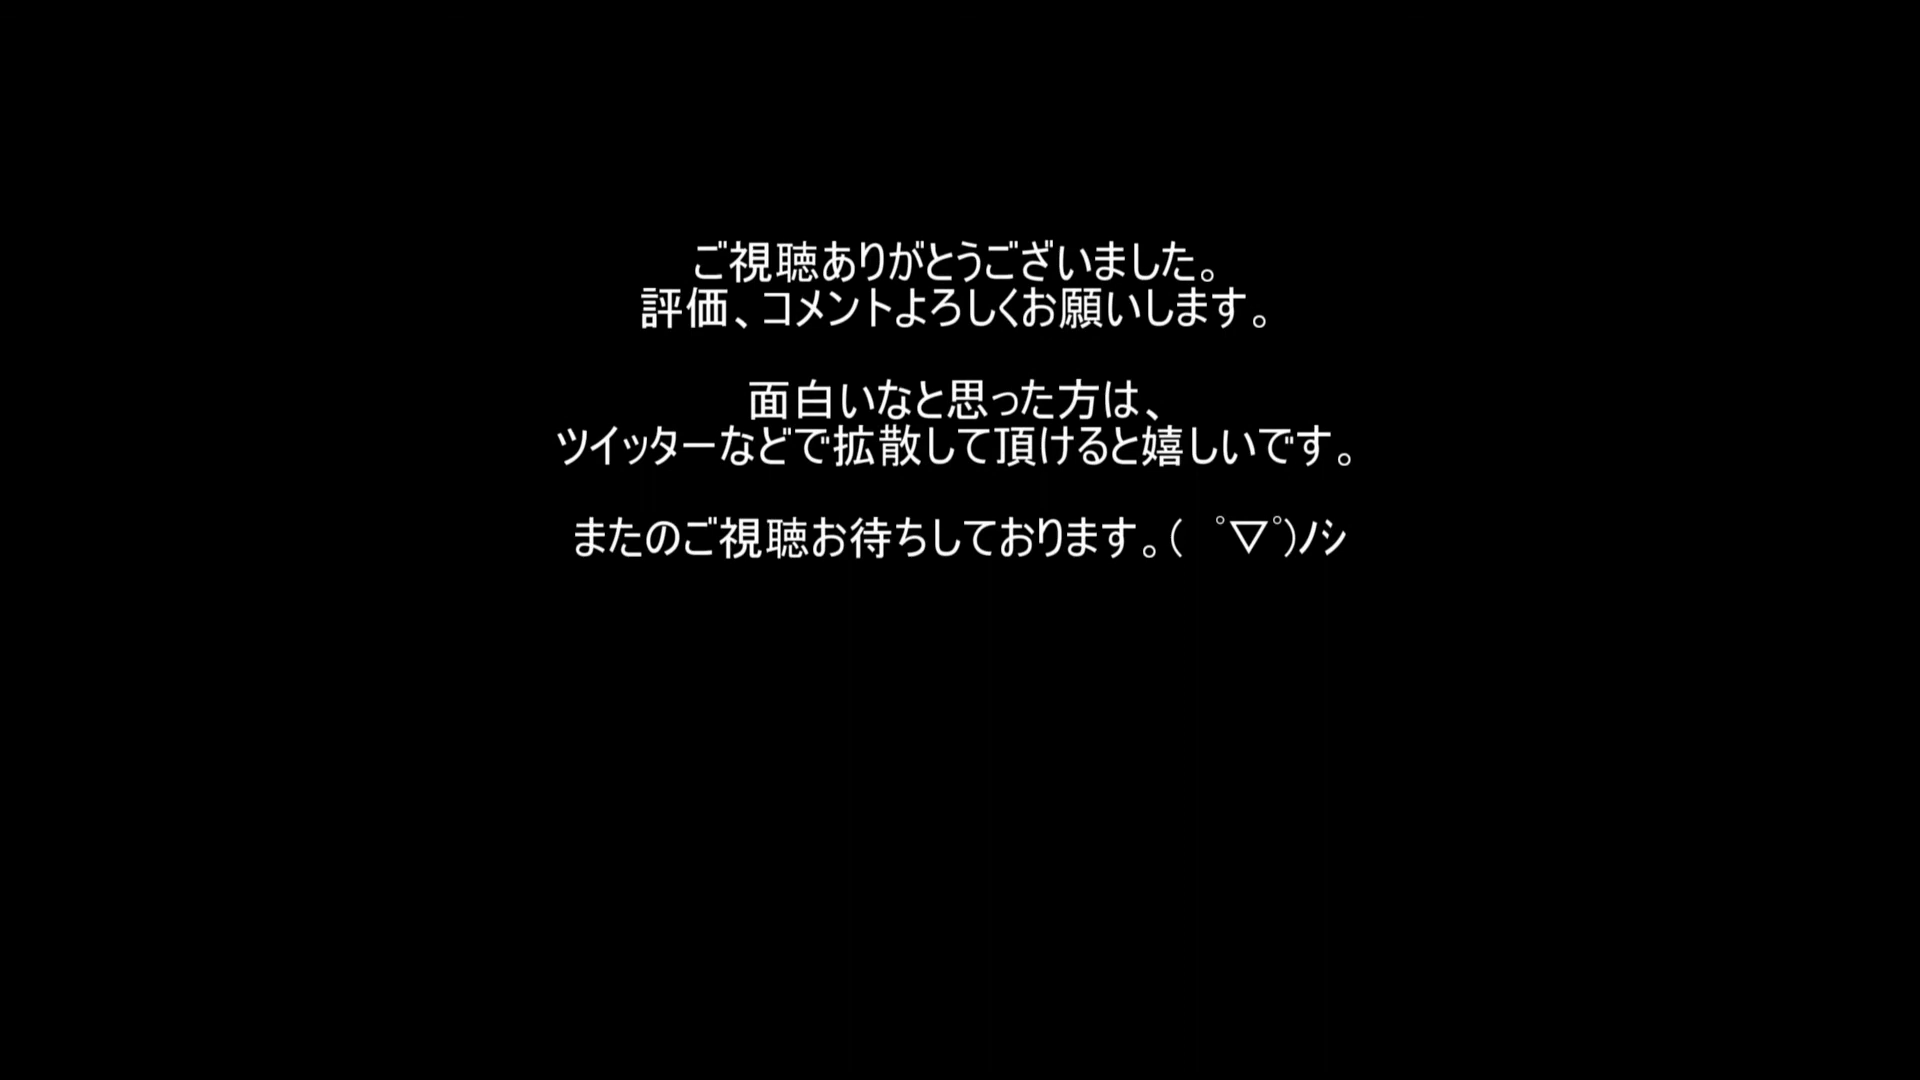 ご視聴ありがとうございました。
評価、コメントよろしくお願いします。
面白いなと思った方は、
ツイッターなどで拡散して頂けると嬉しいです。
またのご視聴お待ちしております。(　ﾟ▽ﾟ)ﾉｼ